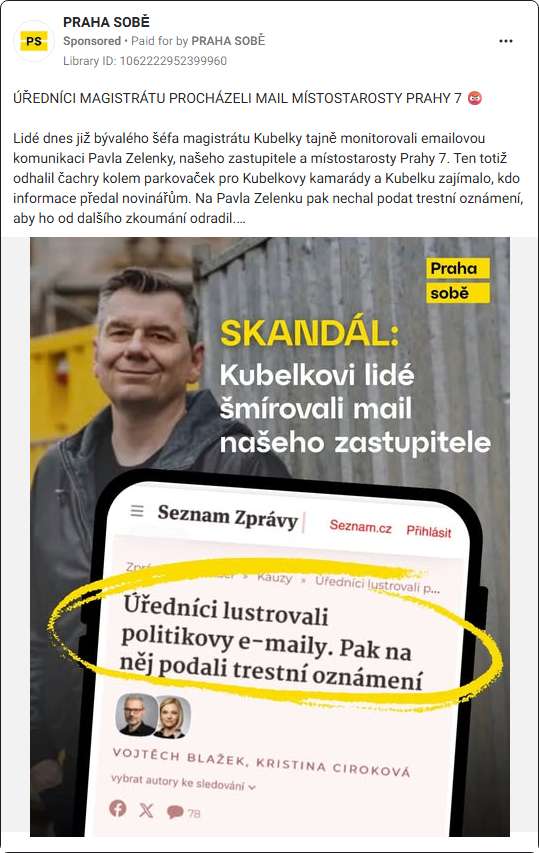 PRAHA SOBĚ
PS
Sponsored • Paid for by PRAHA SOBĚ
Library ID: 1062222952399960
ÚŘEDNÍCI MAGISTRÁTU PROCHÁZELI MAIL MÍSTOSTAROSTY PRAHY 7 😡
Lidé dnes již bývalého šéfa magistrátu Kubelky tajně monitorovali emailovou
komunikaci Pavla Zelenky, našeho zastupitele a místostarosty Prahy 7. Ten totiž
odhalil čachry kolem parkovaček pro Kubelkovy kamarády a Kubelku zajímalo, kdo
informace předal novinářům. Na Pavla Zelenku pak nechal podat trestní oznámení,
aby ho od dalšího zkoumání odradil....
Praha
sobě
SKANDÁL:
Kubelkovi lidé
šmírovali mail
našeho zastupitele
Seznam Zprávy
Seznam.cz Přihlásit
» Kauzy » Úředníci lustrovali p...
Úředníci lustrovali
politikovy e-maily. Pak na
něj podali trestní oznámení
VOJTĚCH BLAŽEK, KRISTINA CIROKOVÁ
vybrat autory ke sledování
78